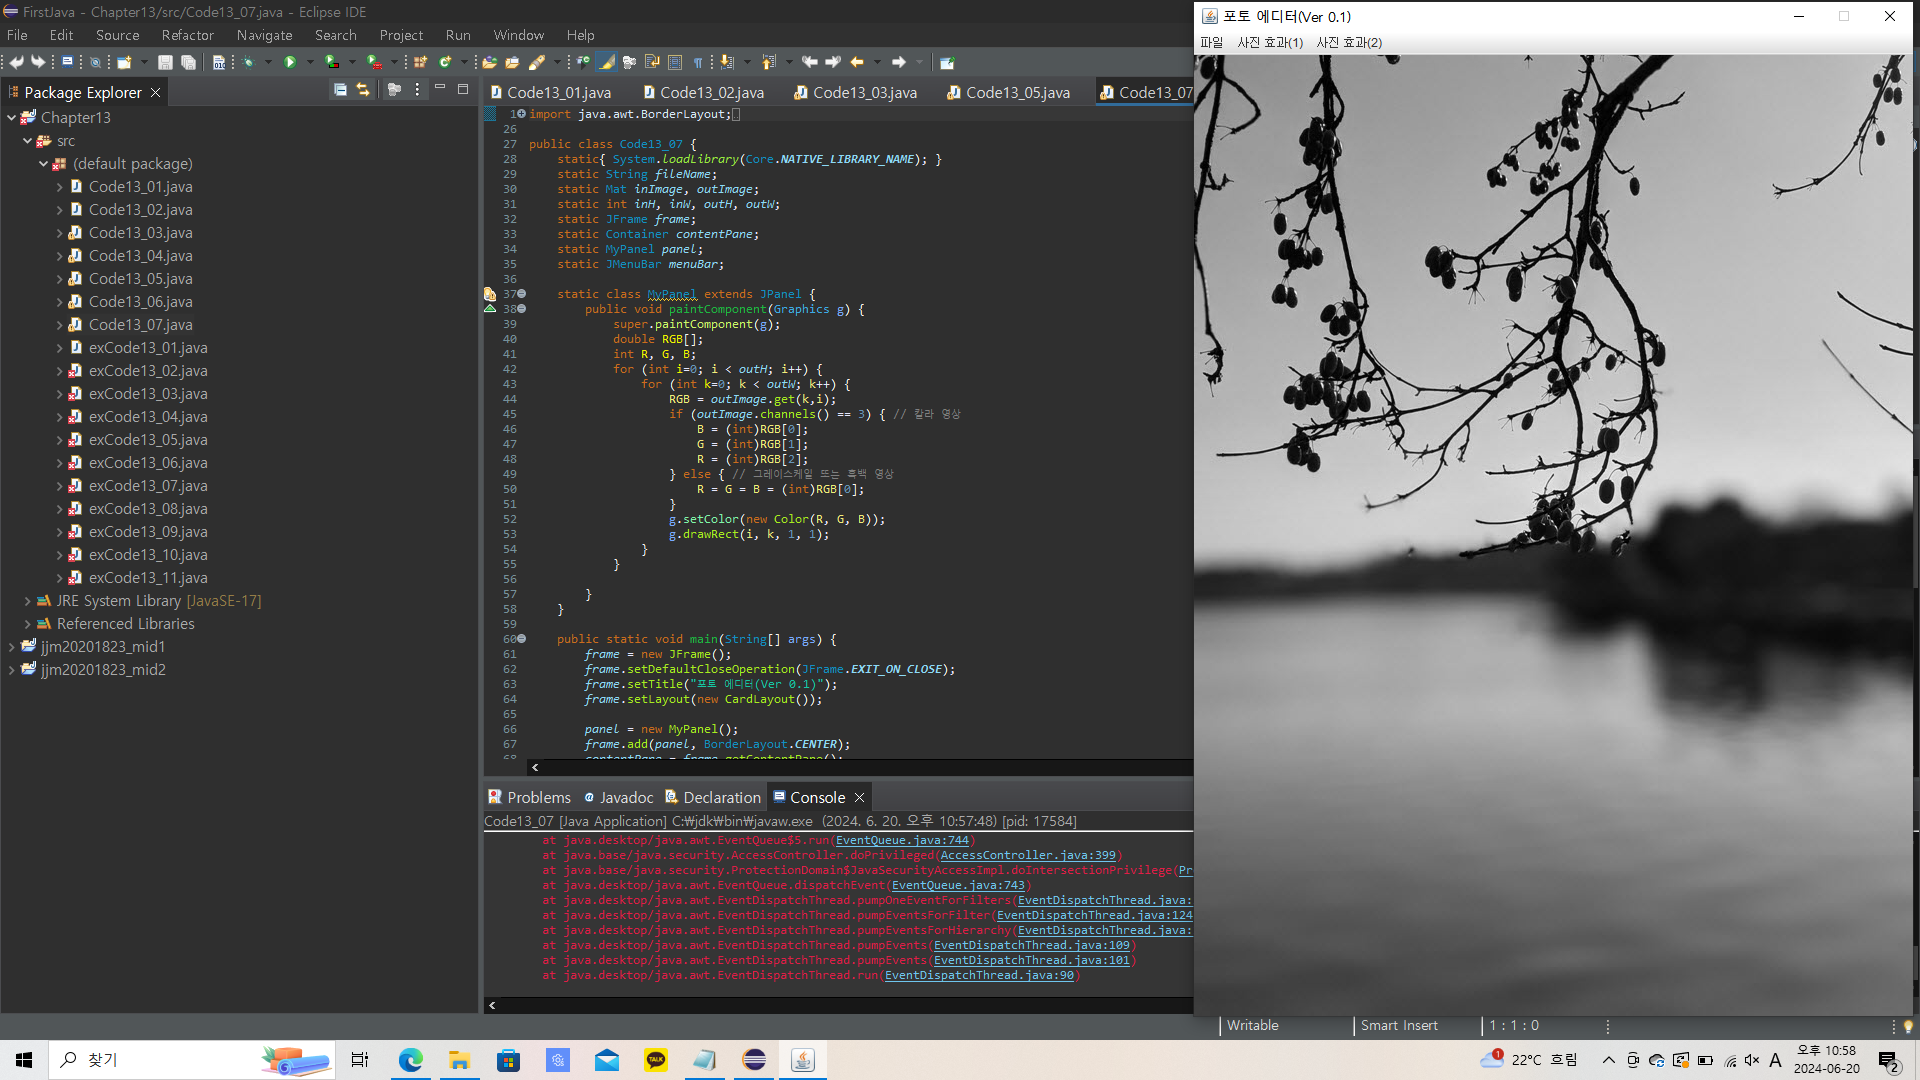 FirstJava - Chapter13/src/Code13_07.java - Eclipse IDE
File Edit Source Refactor Navigate Search Project Run Window Help
Package Explorer
Chapter13
src
(default package)
Code13_01.java
Code13_02.java
Code13_03.java
Code13_04.java
Code13_05.java
Code13_06.java
Code13_07.java
exCode13_01.java
exCode13_02.java
exCode13_03.java
exCode13_04.java
exCode13_05.java
exCode13_06.java
exCode13_07.java
exCode13_08.java
exCode13_09.java
exCode13_10.java
exCode13_11.java
JRE System Library [JavaSE-17]
Referenced Libraries
jjm20201823_mid1
jjm20201823_mid2
Code13_01.java Code13_02.java Code13_03.java Code13_05.java Code13_07
1 import java.awt.BorderLayout;
26
27 public class Code13_07 {
28 static{ System.loadLibrary(Core.NATIVE_LIBRARY_NAME); }
29 static String fileName;
30 static Mat inImage, outImage;
31 static int inH, inW, outH, outW;
32 static JFrame frame;
33 static Container contentPane;
34 static MyPanel panel;
35 static JMenuBar menuBar;
36
37 static class MyPanel extends JPanel {
38 public void paintComponent(Graphics g) {
39 super.paintComponent(g);
40 double RGB[];
41 int R, G, B;
42 for (int i=0; i < outH; i++) {
43 for (int k=0; k < outW; k++) {
44 RGB = outImage.get(k,i);
45 if (outImage.channels() == 3) { // 칼라 영상
46 B = (int)RGB[0];
47 G = (int)RGB[1];
48 R = (int)RGB[2];
49 } else { // 그레이스케일 또는 흑백 영상
50 R = G = B = (int)RGB[0];
51 }
52 g.setColor(new Color(R, G, B));
53 g.drawRect(i, k, 1, 1);
54 }
55 }
56
57 }
58 }
59
60 public static void main(String[] args) {
61 frame = new JFrame();
62 frame.setDefaultCloseOperation(JFrame.EXIT_ON_CLOSE);
63 frame.setTitle("포토 에디터(Ver 0.1)");
64 frame.setLayout(new CardLayout());
65
66 panel = new MyPanel();
67 frame.add(panel, BorderLayout.CENTER);
68 contentPane = frame.getContentPane();
Problems Javadoc Declaration Console
Code13_07 [Java Application] C:₩jdk₩bin₩javaw.exe (2024. 6. 20. 오후 10:57:48) [pid: 17584]
at java.desktop/java.awt.EventQueue$5.run(EventQueue.java:744)
at java.base/java.security.AccessController.doPrivileged(AccessController.java:399)
at java.base/java.security.ProtectionDomain$JavaSecurityAccessImpl.doIntersectionPrivilege(Pr
at java.desktop/java.awt.EventQueue.dispatchEvent(EventQueue.java:743)
at java.desktop/java.awt.EventDispatchThread.pumpOneEventForFilters(EventDispatchThread.java:
at java.desktop/java.awt.EventDispatchThread.pumpEventsForFilter(EventDispatchThread.java:124
at java.desktop/java.awt.EventDispatchThread.pumpEventsForHierarchy(EventDispatchThread.java:
at java.desktop/java.awt.EventDispatchThread.pumpEvents(EventDispatchThread.java:109)
at java.desktop/java.awt.EventDispatchThread.pumpEvents(EventDispatchThread.java:101)
at java.desktop/java.awt.EventDispatchThread.run(EventDispatchThread.java:90)
포토 에디터(Ver 0.1)
파일 사진 효과(1) 사진 효과(2)
Writable Smart Insert 1 : 1 : 0
찾기
TALK
1
22°C 흐림
A
오후 10:58
2024-06-20
2